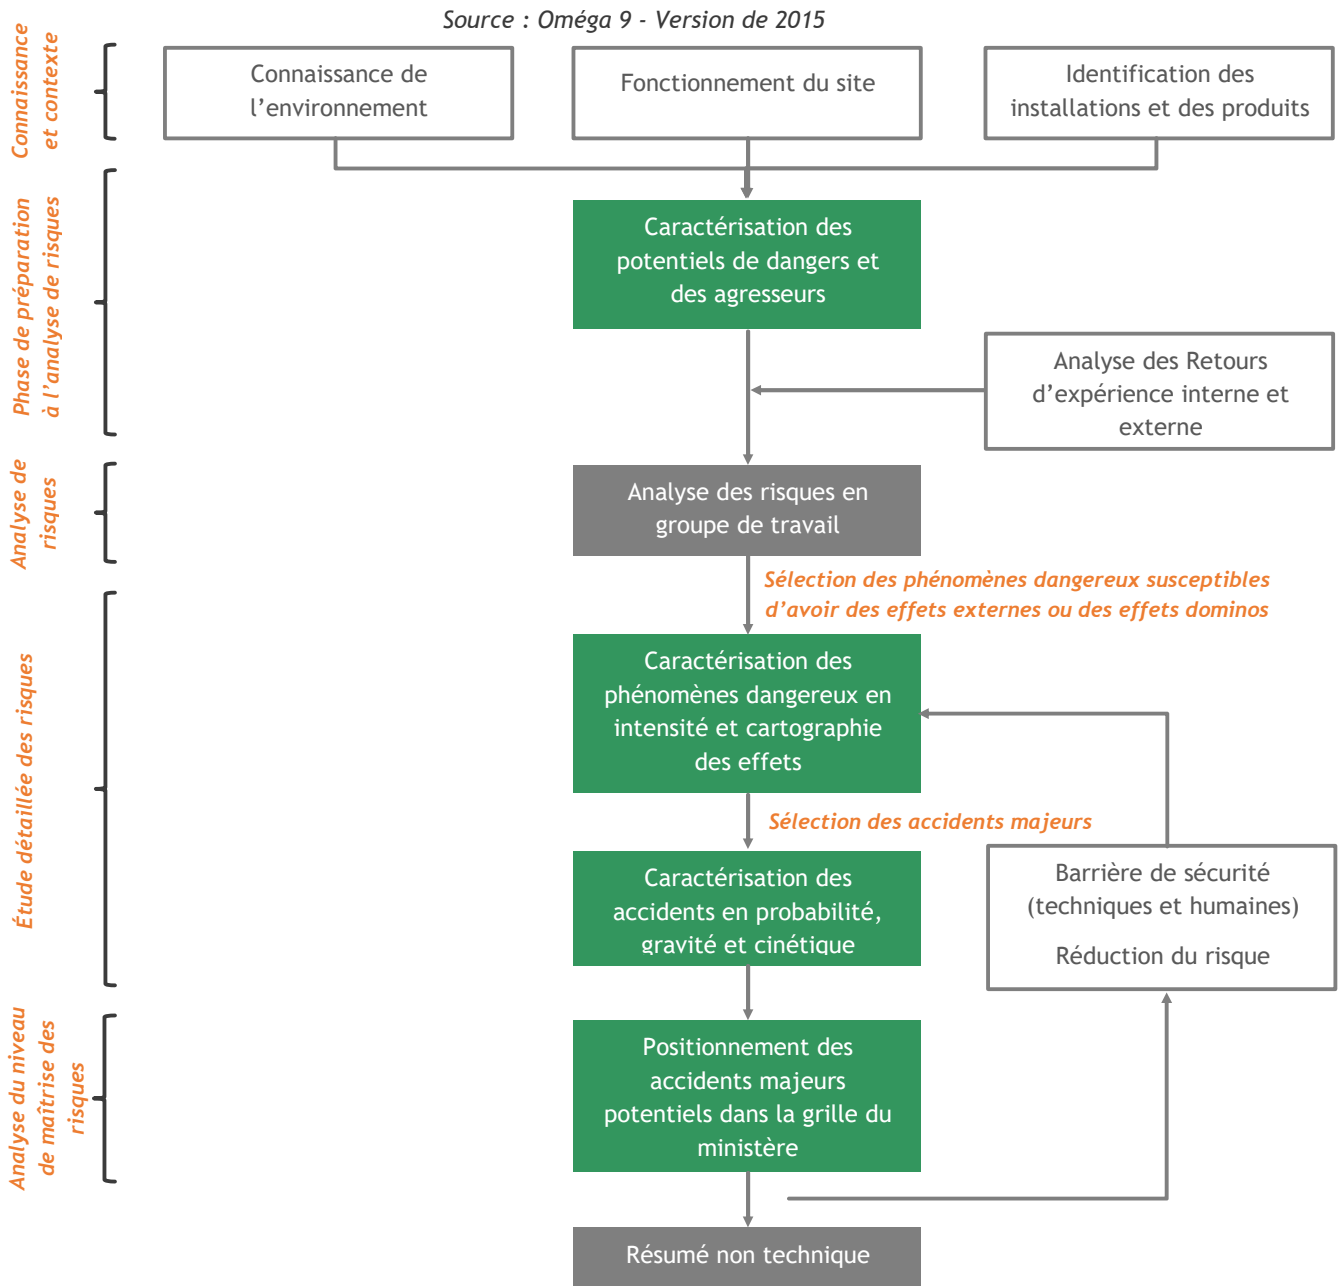 Source : Oméga 9 - Version de 2015
Connaissance
et contexte
Connaissance de
l’environnement
Fonctionnement du site
Identification des
installations et des produits
Phase de préparation
à l’analyse de risques
Caractérisation des
potentiels de dangers et
des agresseurs
Analyse des Retours
d’expérience interne et
externe
Analyse de
risques
Analyse des risques en
groupe de travail
Sélection des phénomènes dangereux susceptibles
d’avoir des effets externes ou des effets dominos
Étude détaillée des risques
Caractérisation des
phénomènes dangereux en
intensité et cartographie
des effets
Sélection des accidents majeurs
Caractérisation des
accidents en probabilité,
gravité et cinétique
Barrière de sécurité
(techniques et humaines)
Réduction du risque
Analyse du niveau
de maîtrise des
risques
Positionnement des
accidents majeurs
potentiels dans la grille du
ministère
Résumé non technique